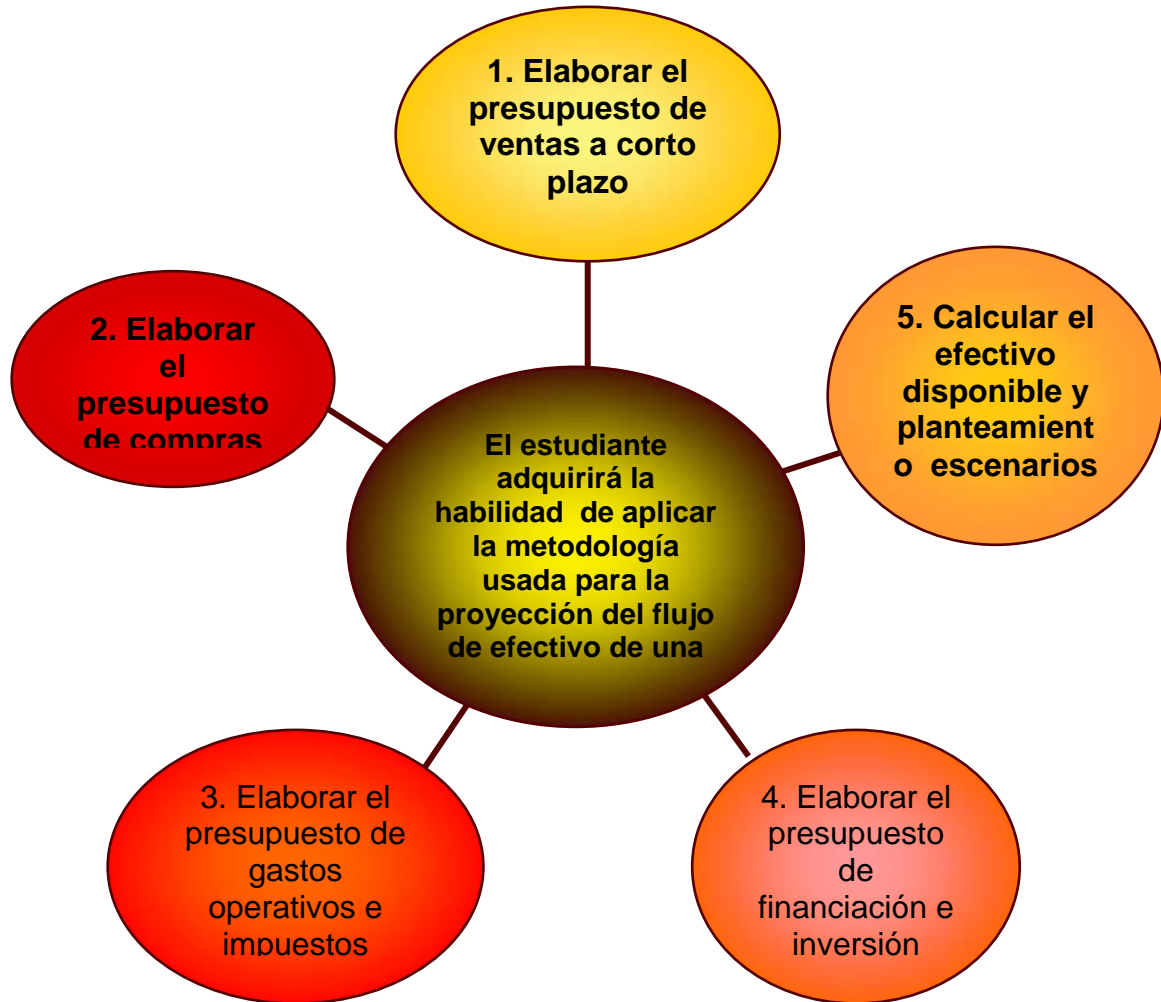 1. Elaborar el
presupuesto de
ventas a corto
plazo
2. Elaborar
el
presupuesto
de compras
3. Elaborar el
presupuesto de
gastos
operativos e
impuestos
4. Elaborar el
presupuesto
de
financiación e
inversión
5. Calcular el
efectivo
disponible y
planteamient
o  escenarios
El estudiante
adquirirá la
habilidad  de aplicar
la metodología
usada para la
proyección del flujo
de efectivo de una